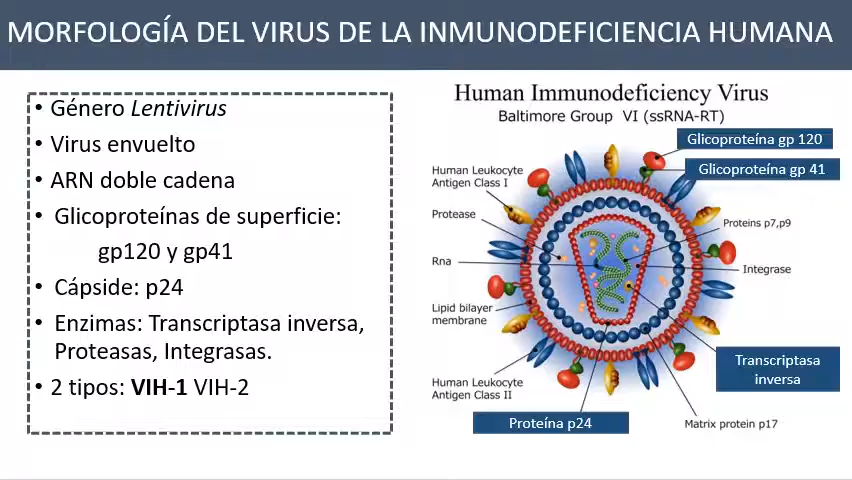 MORFOLOGÍA DEL VIRUS DE LA INMUNODEFICIENCIA HUMANA
• Género Lentivirus
• Virus envuelto
• ARN doble cadena
• Glicoproteínas de superficie:
gp120 y gp41
• Cápside: p24
• Enzimas: Transcriptasa inversa,
Proteasas, Integrasas.
• 2 tipos: VIH-1 VIH-2
Human Immunodeficiency Virus
Baltimore Group VI (ssRNA-RT)
Glicoproteína gp 120
Glicoproteína gp 41
Human Leukocyte
Antigen Class I
Protease
Proteins p7,p9
Rna
Integrase
Lipid bilayer
membrane
Transcriptasa
inversa
Human Leukocyte
Antigen Class II
Proteína p24
Matrix protein p17